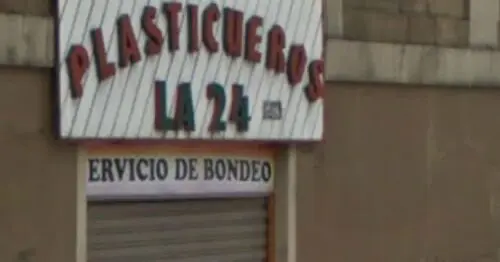 PLASTICUEROS
LA 24
ERVICIO DE BONDEO